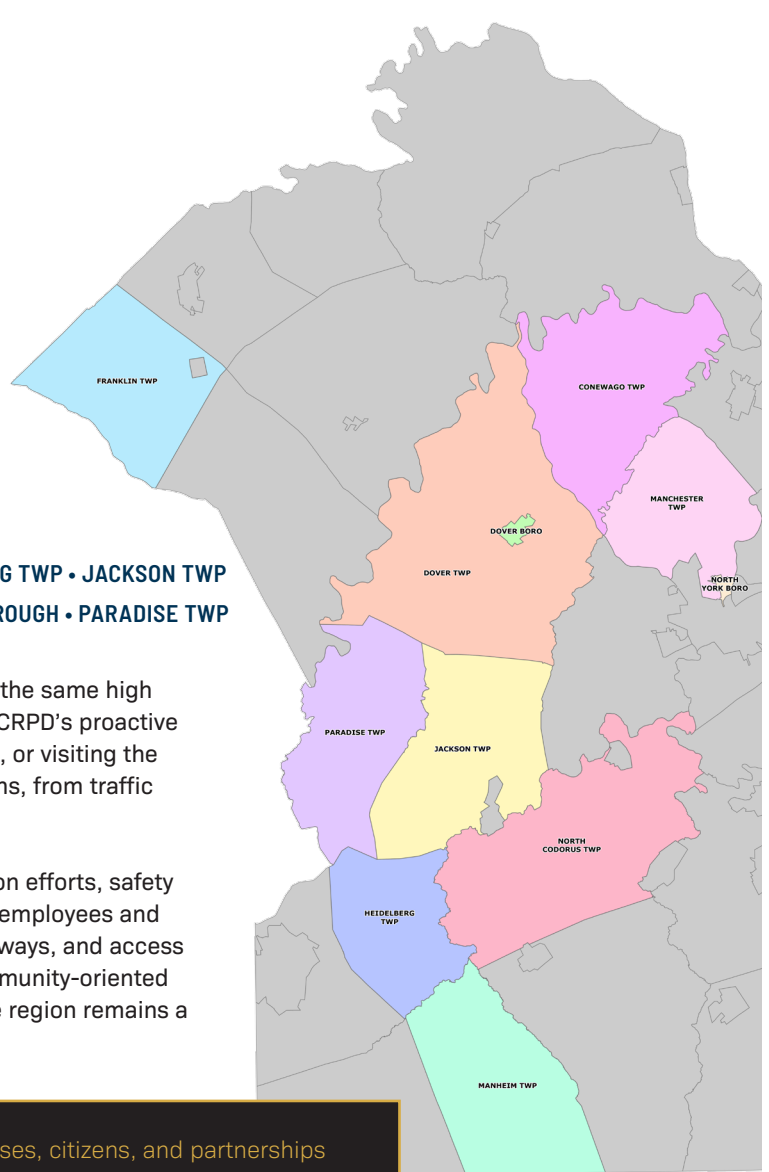 FRANKLIN TWP
CONEWAGO TWP
MANCHESTER
TWP
DOVER BORO
DOVER TWP
NORTH
YORK BORO
G TWP • JACKSON TWP
ROUGH • PARADISE TWP
the same high
CRPD’s proactive
, or visiting the
ns, from traffic
PARADISE TWP
JACKSON TWP
NORTH
CODORUS TWP
on efforts, safety
employees and
ways, and access
munity-oriented
e region remains a
HEIDELBERG
TWP
MANHEIM TWP
sses, citizens, and partnerships